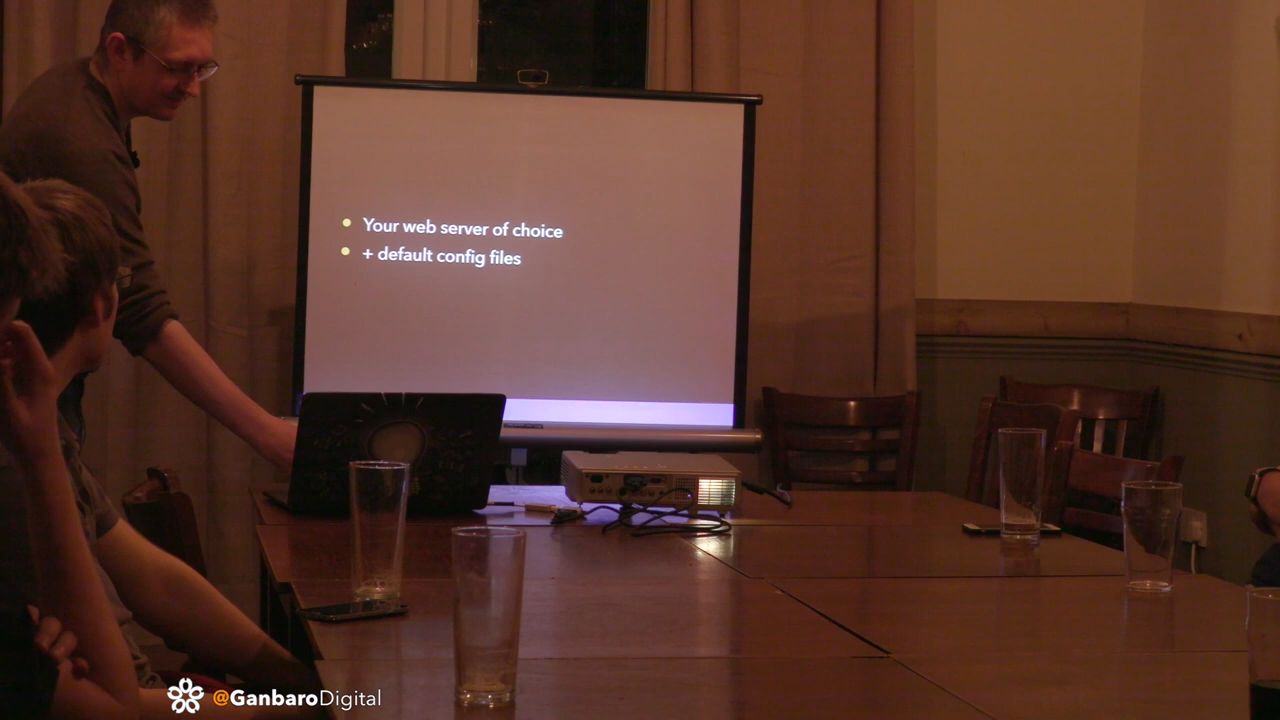 Your web server of choice
+ default config files
@GanbaroDigital